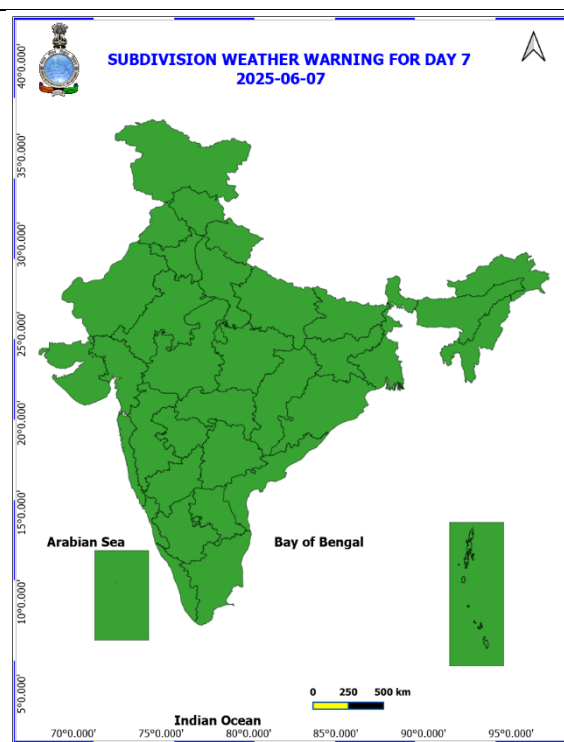 SUBDIVISION WEATHER WARNING FOR DAY 7
2025-06-07
40°0.000'
35°0.000'
30°0.000'
25°0.000'
20°0.000'
15°0.000'
10°0.000'
5°0.000'
Arabian Sea
Bay of Bengal
0 250 500 km
Indian Ocean
70°0.000' 75°0.000' 80°0.000' 85°0.000' 90°0.000' 95°0.000'